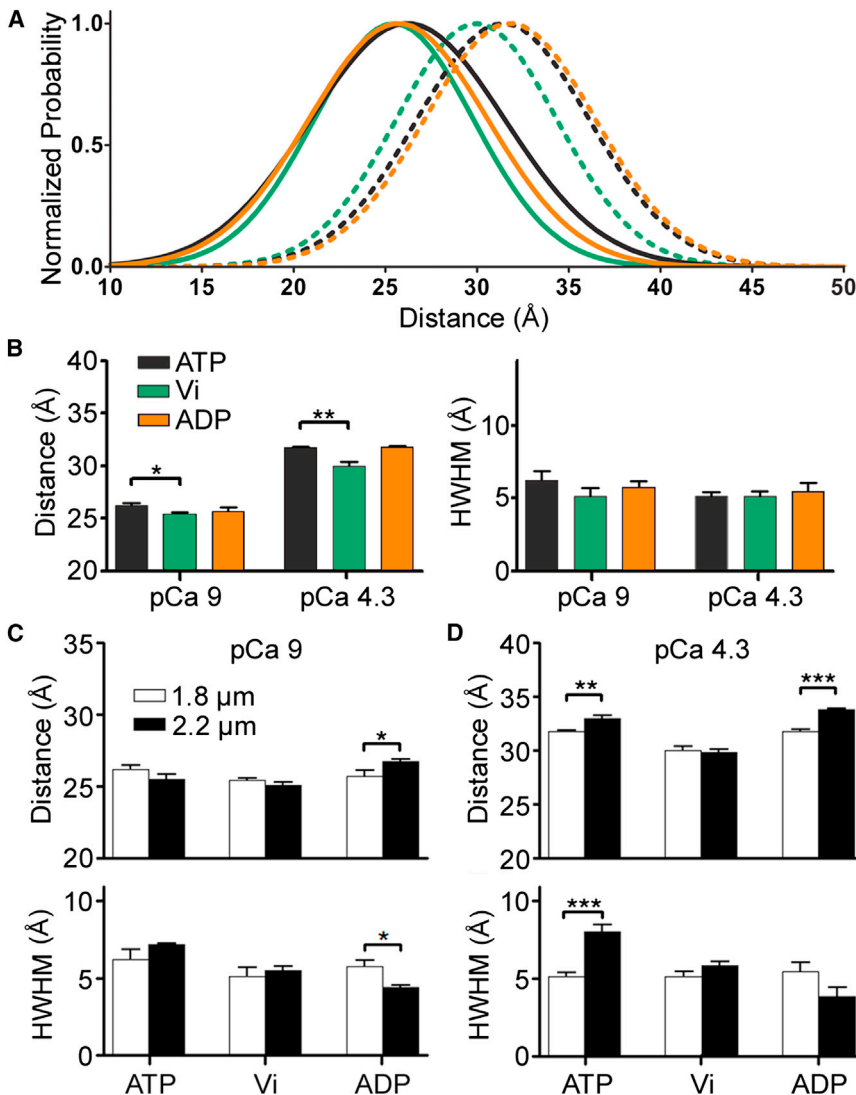 A
Normalized Probability
1.0
0.5
0.0
10 15 20 25 30 35 40 45 50
Distance (Å)
B
Distance (Å)
40
35
30
25
20
ATP
Vi
ADP
*
**
pCa 9 pCa 4.3
HWHM (Å)
10
5
0
pCa 9 pCa 4.3
C
pCa 9
Distance (Å)
35
30
25
20
1.8 µm
2.2 µm
*
HWHM (Å)
10
5
0
*
ATP Vi ADP
D
pCa 4.3
Distance (Å)
40
35
30
25
20
**
***
HWHM (Å)
10
5
0
***
ATP Vi ADP